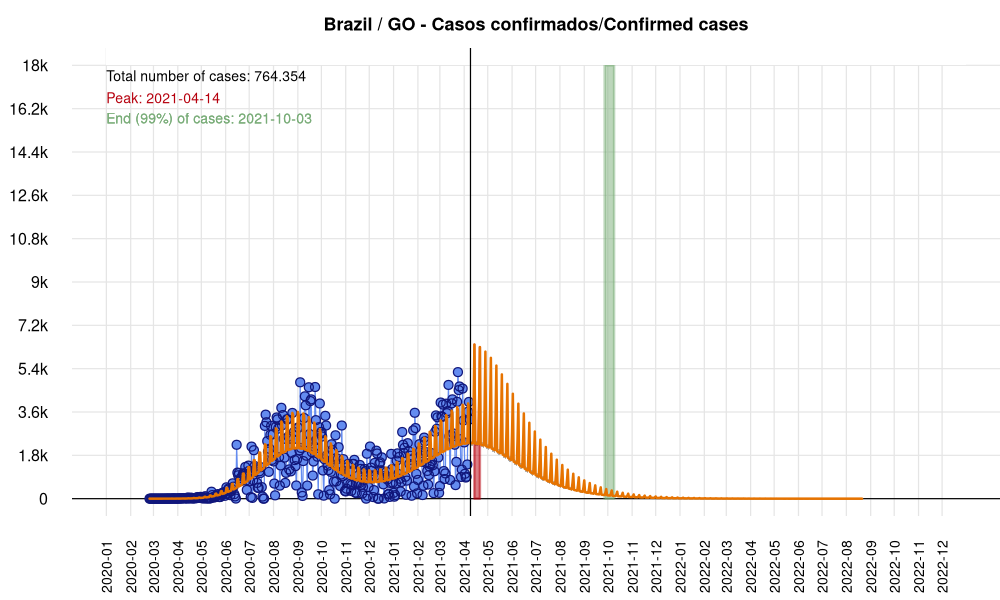 Brazil / GO - Casos confirmados/Confirmed cases
Total number of cases: 764.354
Peak: 2021-04-14
End (99%) of cases: 2021-10-03
18k
16.2k
14.4k
12.6k
10.8k
9k
7.2k
5.4k
3.6k
1.8k
0
2020-01
2020-02
2020-03
2020-04
2020-05
2020-06
2020-07
2020-08
2020-09
2020-10
2020-11
2020-12
2021-01
2021-02
2021-03
2021-04
2021-05
2021-06
2021-07
2021-08
2021-09
2021-10
2021-11
2021-12
2022-01
2022-02
2022-03
2022-04
2022-05
2022-06
2022-07
2022-08
2022-09
2022-10
2022-11
2022-12